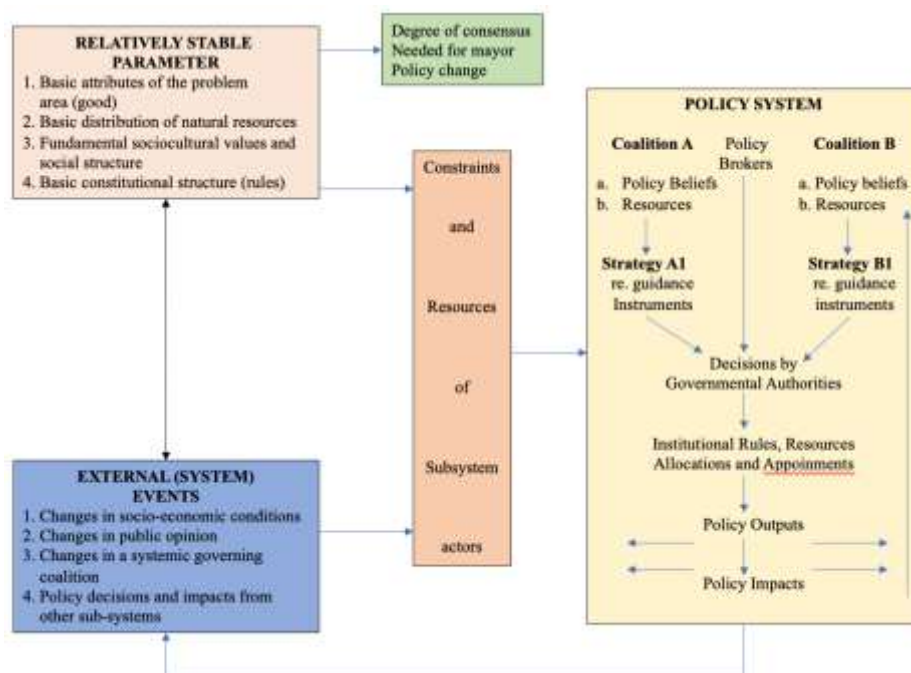 RELATIVELY STABLE
PARAMETER
1. Basic attributes of the problem
area (good)
2. Basic distribution of natural resources
3. Fundamental sociocultural values and
social structure
4. Basic constitutional structure (rules)
Degree of consensus
Needed for mayor
Policy change
Constraints
and
Resources
of
Subsystem
actors
EXTERNAL (SYSTEM)
EVENTS
1. Changes in socio-economic conditions
2. Changes in public opinion
3. Changes in a systemic governing
coalition
4. Policy decisions and impacts from
other sub-systems
POLICY SYSTEM
Coalition A
a. Policy Beliefs
b. Resources
Strategy A1
re. guidance
Instruments
Policy
Brokers
Coalition B
a. Policy beliefs
b. Resources
Strategy B1
re. guidance
instruments
Decisions by
Governmental Authorities
Institutional Rules, Resources
Allocations and Appoinments
Policy Outputs
Policy Impacts